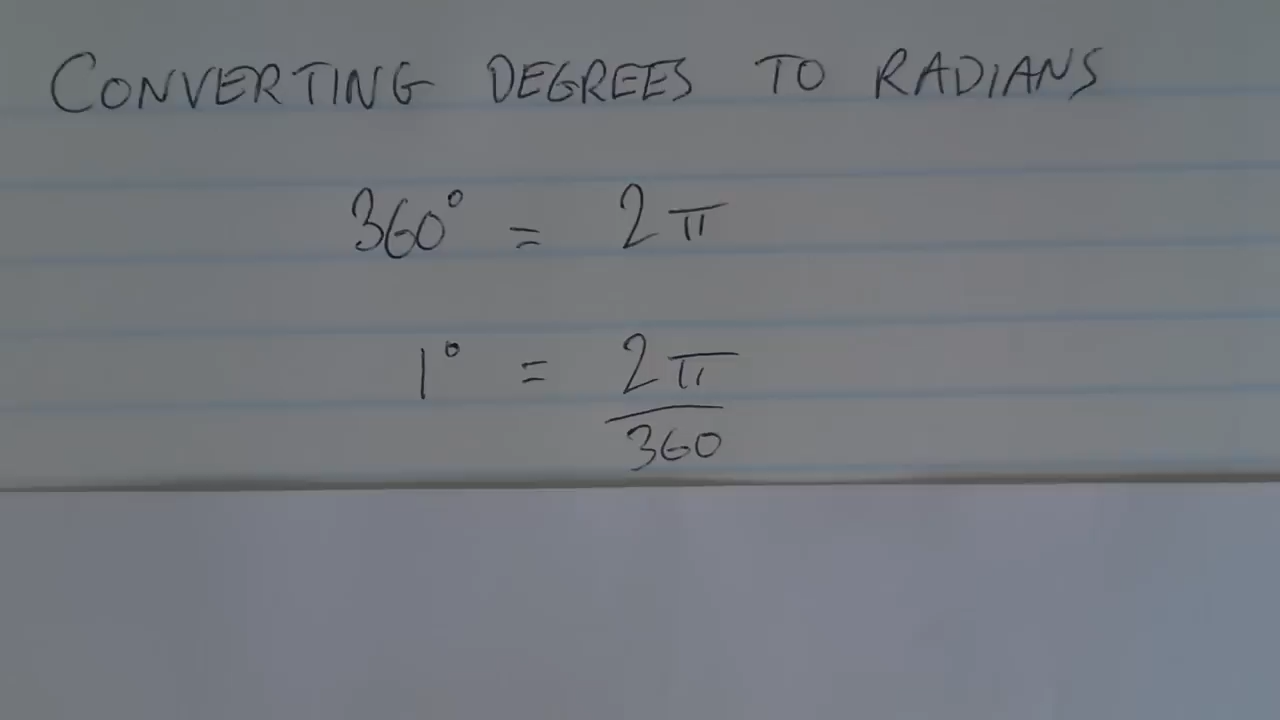 CONVERTING DEGREES TO RADIANS
360° = 2π
1° = 2π
360